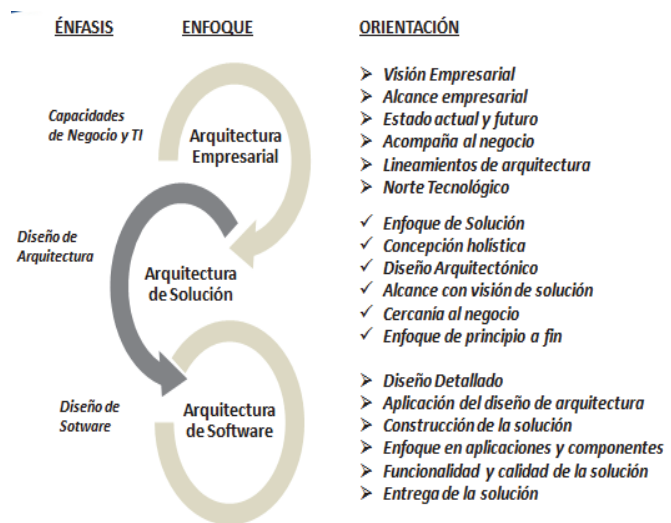 ÉNFASIS
ENFOQUE
ORIENTACIÓN
Capacidades
de Negocio y TI
Arquitectura
Empresarial
Visión Empresarial
Alcance empresarial
Estado actual y futuro
Acompaña al negocio
Lineamientos de arquitectura
Norte Tecnológico
Diseño de
Arquitectura
Arquitectura
de Solución
Enfoque de Solución
Concepción holística
Diseño Arquitectónico
Alcance con visión de solución
Cercanía al negocio
Enfoque de principio a fin
Diseño de
Sotware
Arquitectura
de Software
Diseño Detallado
Aplicación del diseño de arquitectura
Construcción de la solución
Enfoque en aplicaciones y componentes
Funcionalidad y calidad de la solución
Entrega de la solución